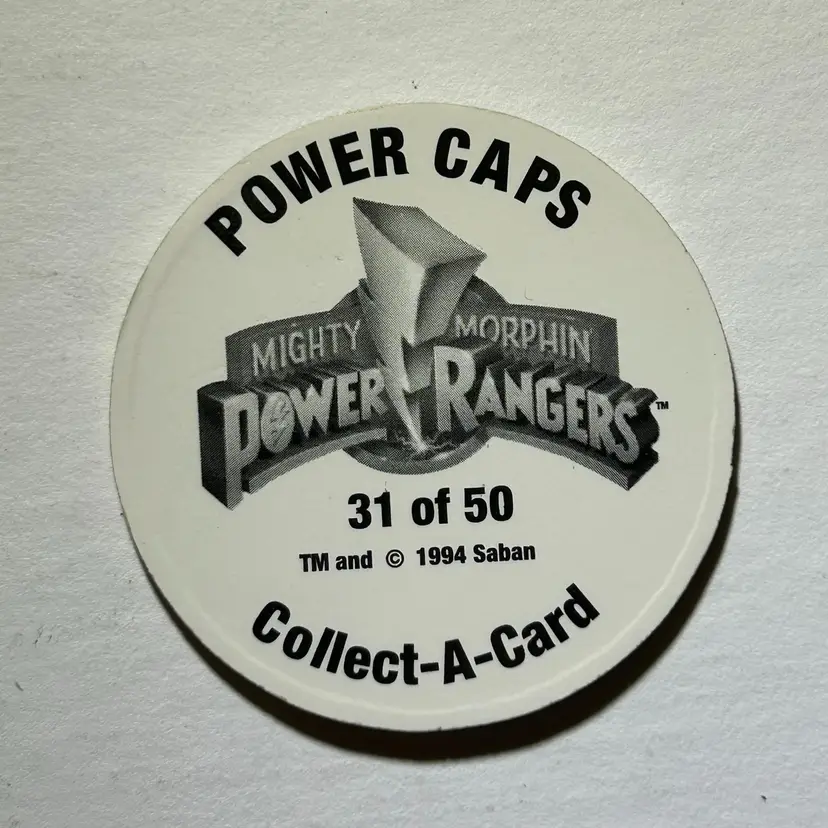 POWER CAPS
MIGHTY MORPHIN
POWER RANGERS™
31 of 50
TM and © 1994 Saban
Collect-A-Card